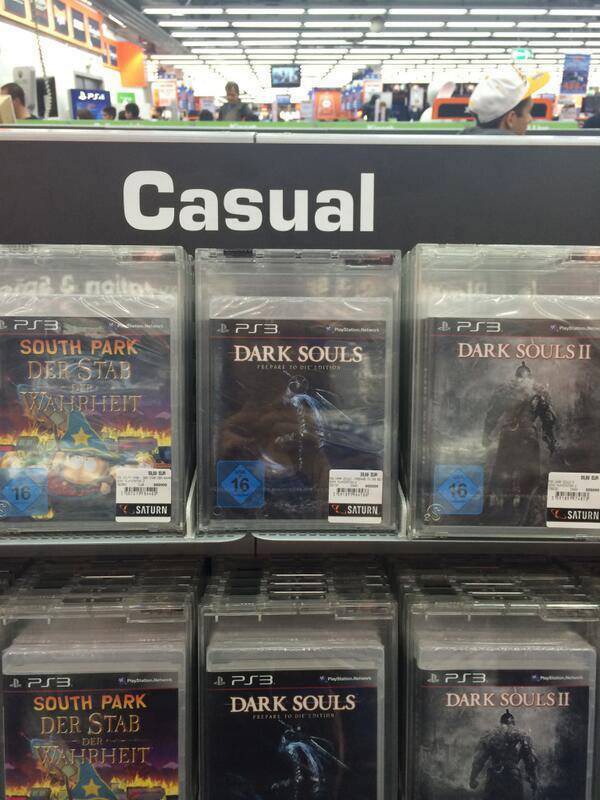 PS4
Casual
PS3 PlayStation.Network
SOUTH PARK
DER STAB
DER
WAHRHEIT
16
SATURN
PS3 PlayStation.Network
DARK SOULS
PREPARE TO DIE EDITION
16
SATURN
PS3 PlayStation.Network
DARK SOULS II
16
SATURN
PS3 PlayStation.Network
SOUTH PARK
DER STAB
DER
WAHRHEIT
PS3 PlayStation.Network
DARK SOULS
PREPARE TO DIE EDITION
PS3 PlayStation.Network
DARK SOULS II